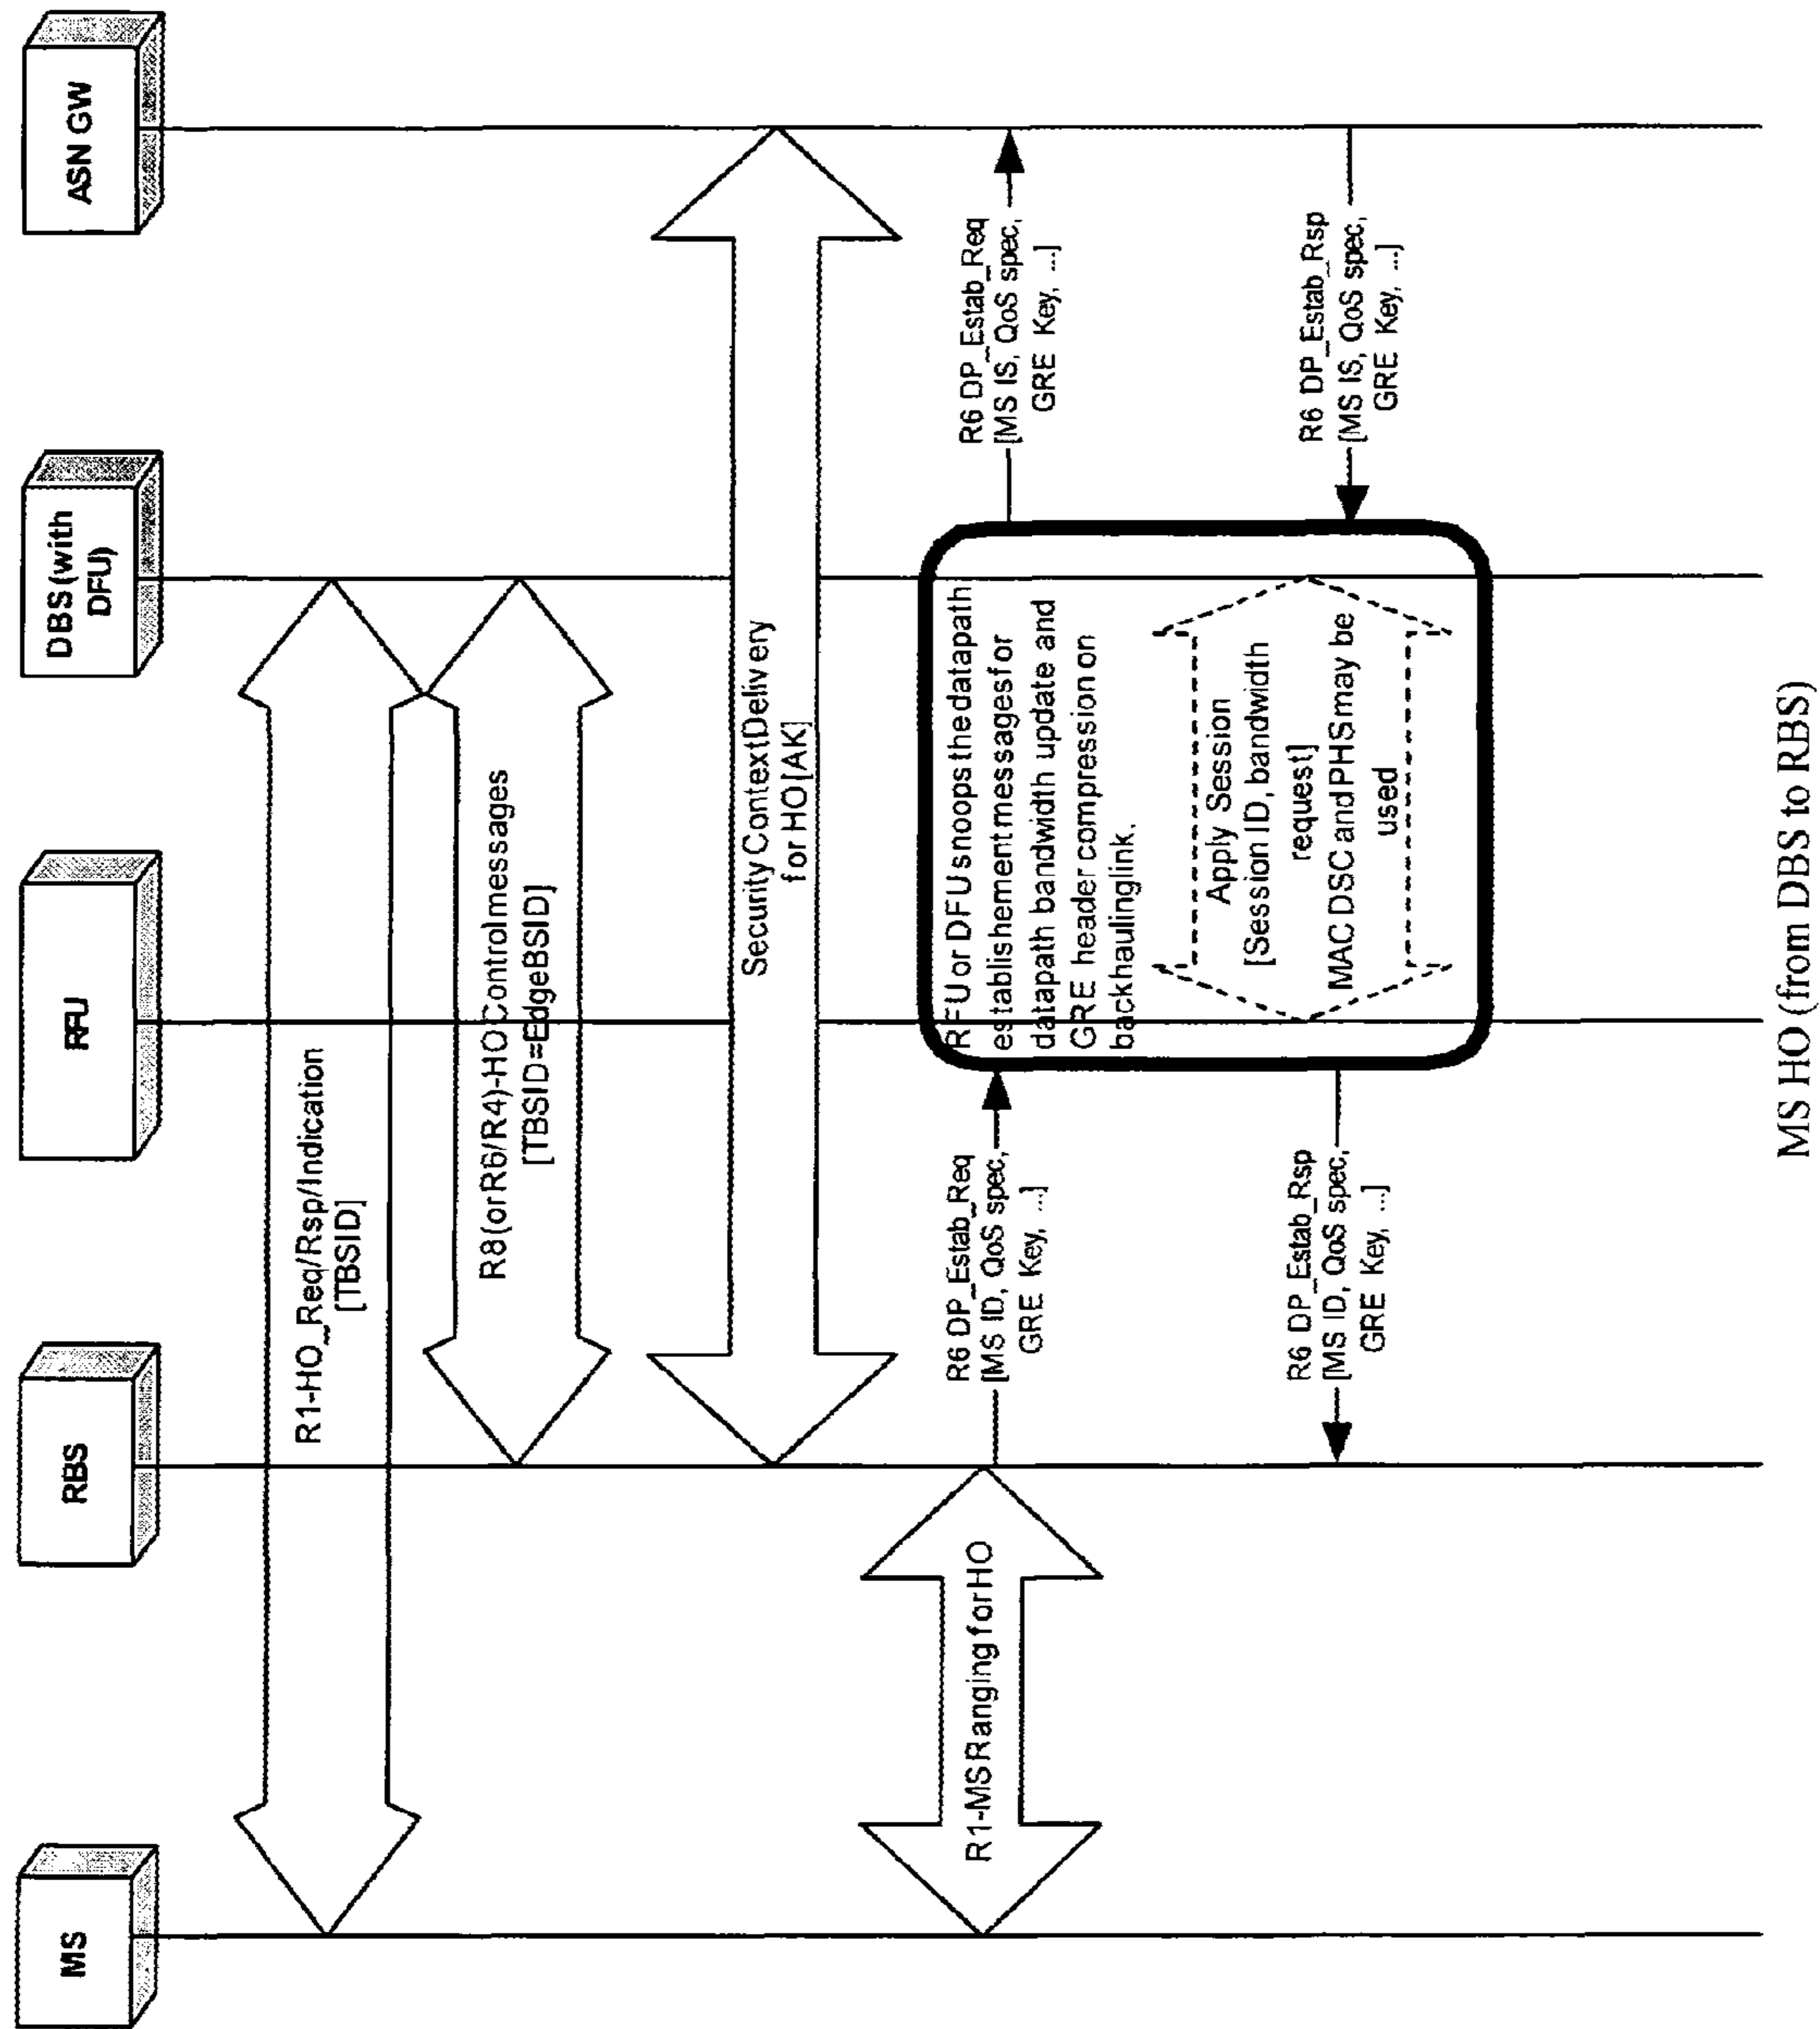 MS
RBS
RFU
DBS (with
DFU)
ASN GW
R1-HO_Req/Rsp/Indication
[TBSID]
R8(or R6/R4)-HO Control messages
[TBSID=EdgeBSID]
Security Context Delivery
for HO [AK]
R1-MS Ranging for HO
R6 DP_Estab_Req
[MS ID, QoS spec,
GRE Key, ...]
RFU or DFU snoops the datapath
establishement messages for
datapath bandwidth update and
GRE header compression on
backhauling link.
R6 DP_Estab_Req
[MS IS, QoS spec,
GRE Key, ...]
Apply Session
[Session ID, bandwidth
request]
MAC DSC and PHS may be
used
R6 DP_Estab_Rsp
[MS ID, QoS spec,
GRE Key, ...]
R6 DP_Estab_Rsp
[MS IS, QoS spec,
GRE Key, ...]
MS HO (from DBS to RBS)